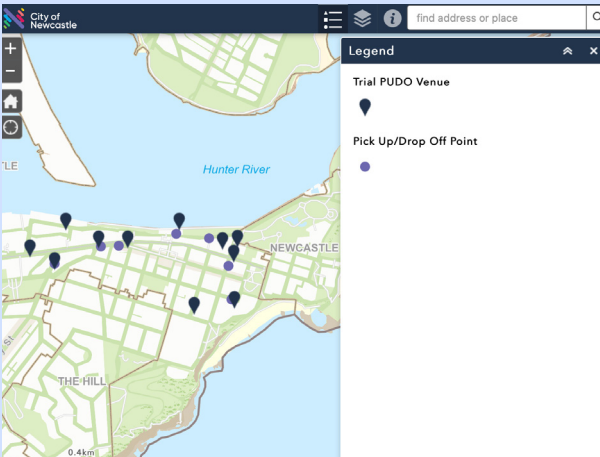 City of
Newcastle
find address or place
Legend
Trial PUDO Venue
Pick Up/Drop Off Point
TLE
Hunter River
NEWCASTLE
St
THE HILL
0.4km